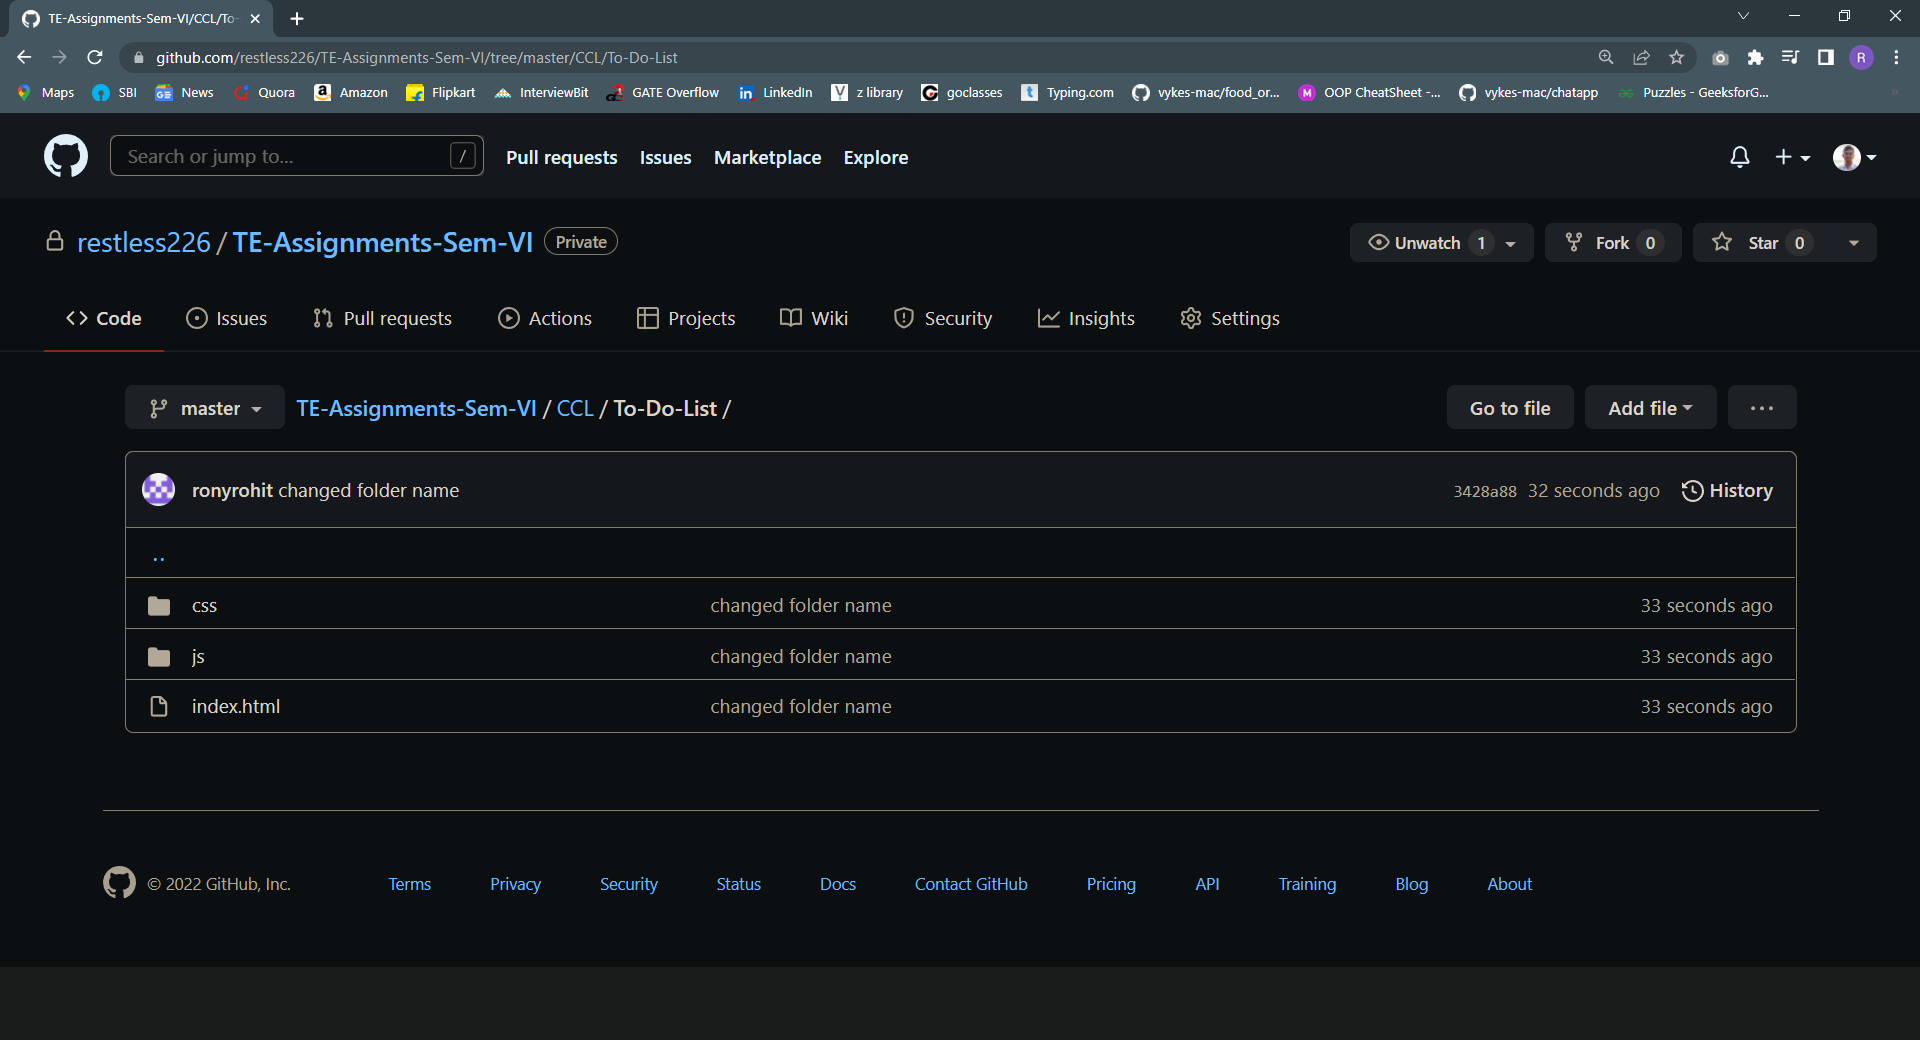 TE-Assignments-Sem-VI/CCL/To-
github.com/restless226/TE-Assignments-Sem-VI/tree/master/CCL/To-Do-List
R
Maps SBI News Quora Amazon Flipkart InterviewBit GATE Overflow LinkedIn z library goclasses Typing.com vykes-mac/food_or... OOP CheatSheet -... vykes-mac/chatapp Puzzles - GeeksforG...
Search or jump to... / Pull requests Issues Marketplace Explore
restless226 / TE-Assignments-Sem-VI Private Unwatch 1 Fork 0 Star 0
Code Issues Pull requests Actions Projects Wiki Security Insights Settings
master TE-Assignments-Sem-VI / CCL / To-Do-List / Go to file Add file ...
ronyrohit changed folder name 3428a88 32 seconds ago History
..
css changed folder name 33 seconds ago
js changed folder name 33 seconds ago
index.html changed folder name 33 seconds ago
© 2022 GitHub, Inc. Terms Privacy Security Status Docs Contact GitHub Pricing API Training Blog About